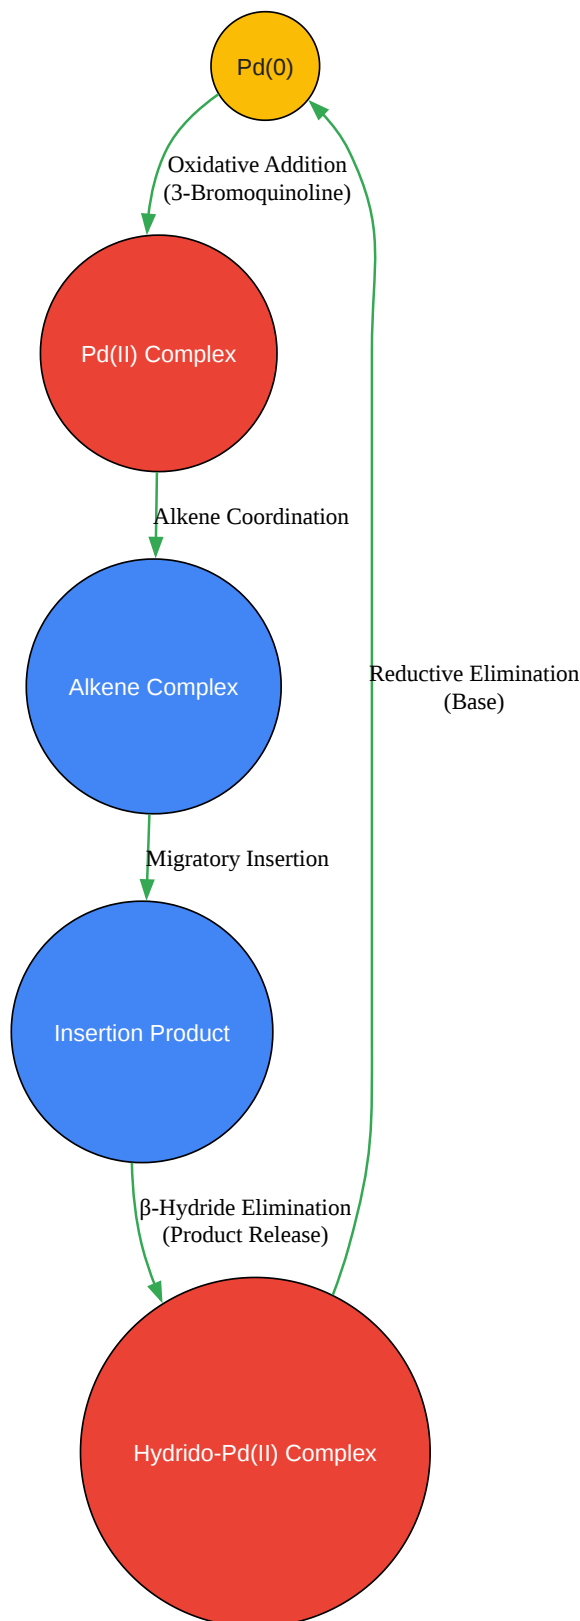 Pd(0)
Oxidative Addition
(3-Bromoquinoline)
Pd(II) Complex
Alkene Coordination
Alkene Complex
Reductive Elimination
(Base)
Migratory Insertion
Insertion Product
β-Hydride Elimination
(Product Release)
Hydrido-Pd(II) Complex